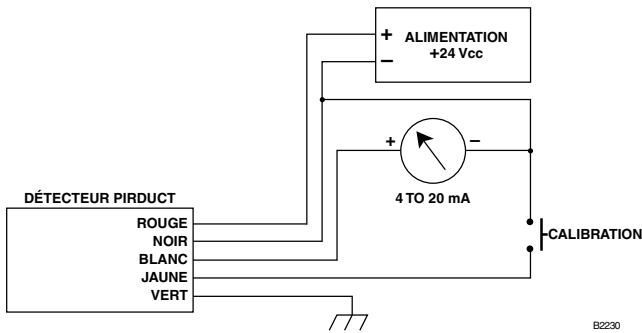 ALIMENTATION
+24 Vcc
+
−
+
−
4 TO 20 mA
DÉTECTEUR PIRDUCT
ROUGE
NOIR
BLANC
JAUNE
VERT
CALIBRATION
B2230